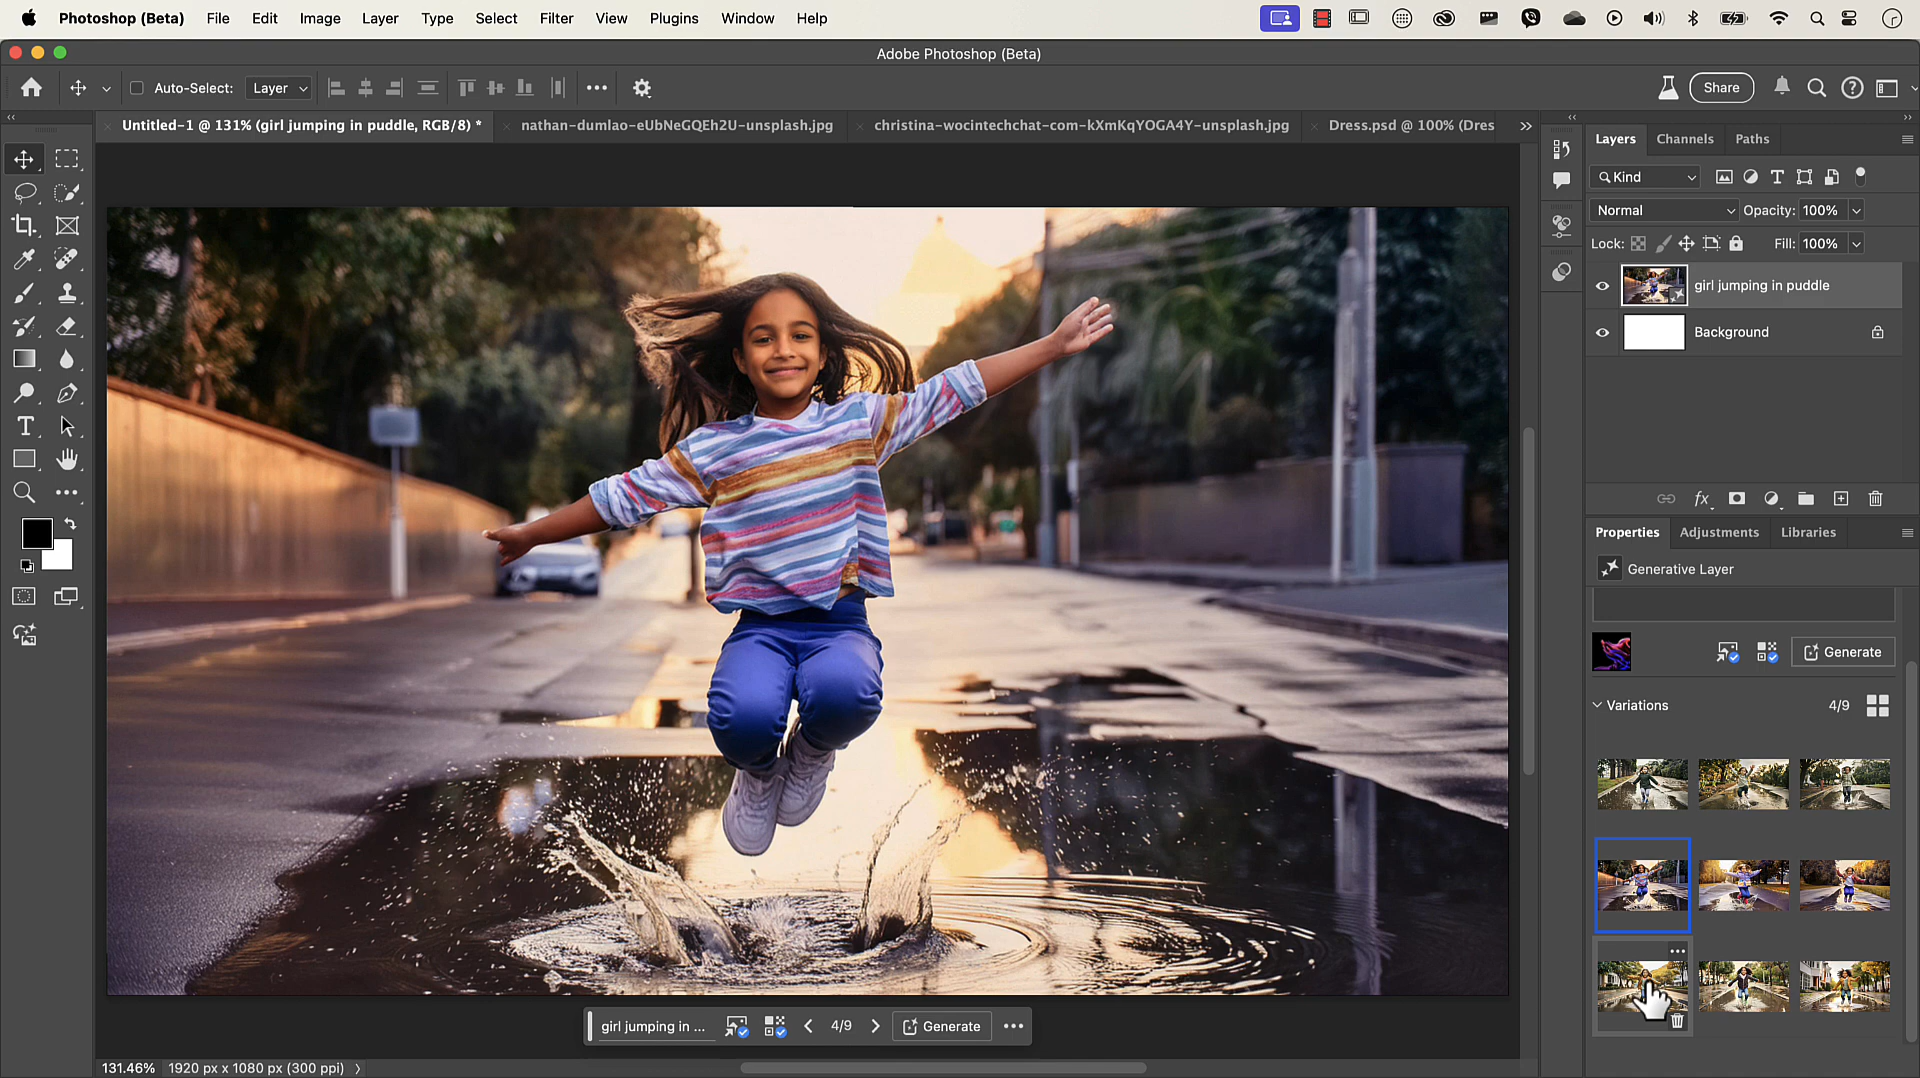 Photoshop (Beta) File Edit Image Layer Type Select Filter View Plugins Window Help
Adobe Photoshop (Beta)
Auto-Select: Layer Share
Untitled-1 @ 131% (girl jumping in puddle, RGB/8) * nathan-dumlao-eUbNeGQEh2U-unsplash.jpg christina-wocintechchat-com-kXmKqYOGA4Y-unsplash.jpg Dress.psd @ 100% (Dres
Layers Channels Paths
Kind
Normal Opacity: 100%
Lock: Fill: 100%
girl jumping in puddle
Background
Properties Adjustments Libraries
Generative Layer
Generate
Variations 4/9
girl jumping in ... 4/9 Generate
131.46% 1920 px x 1080 px (300 ppi)